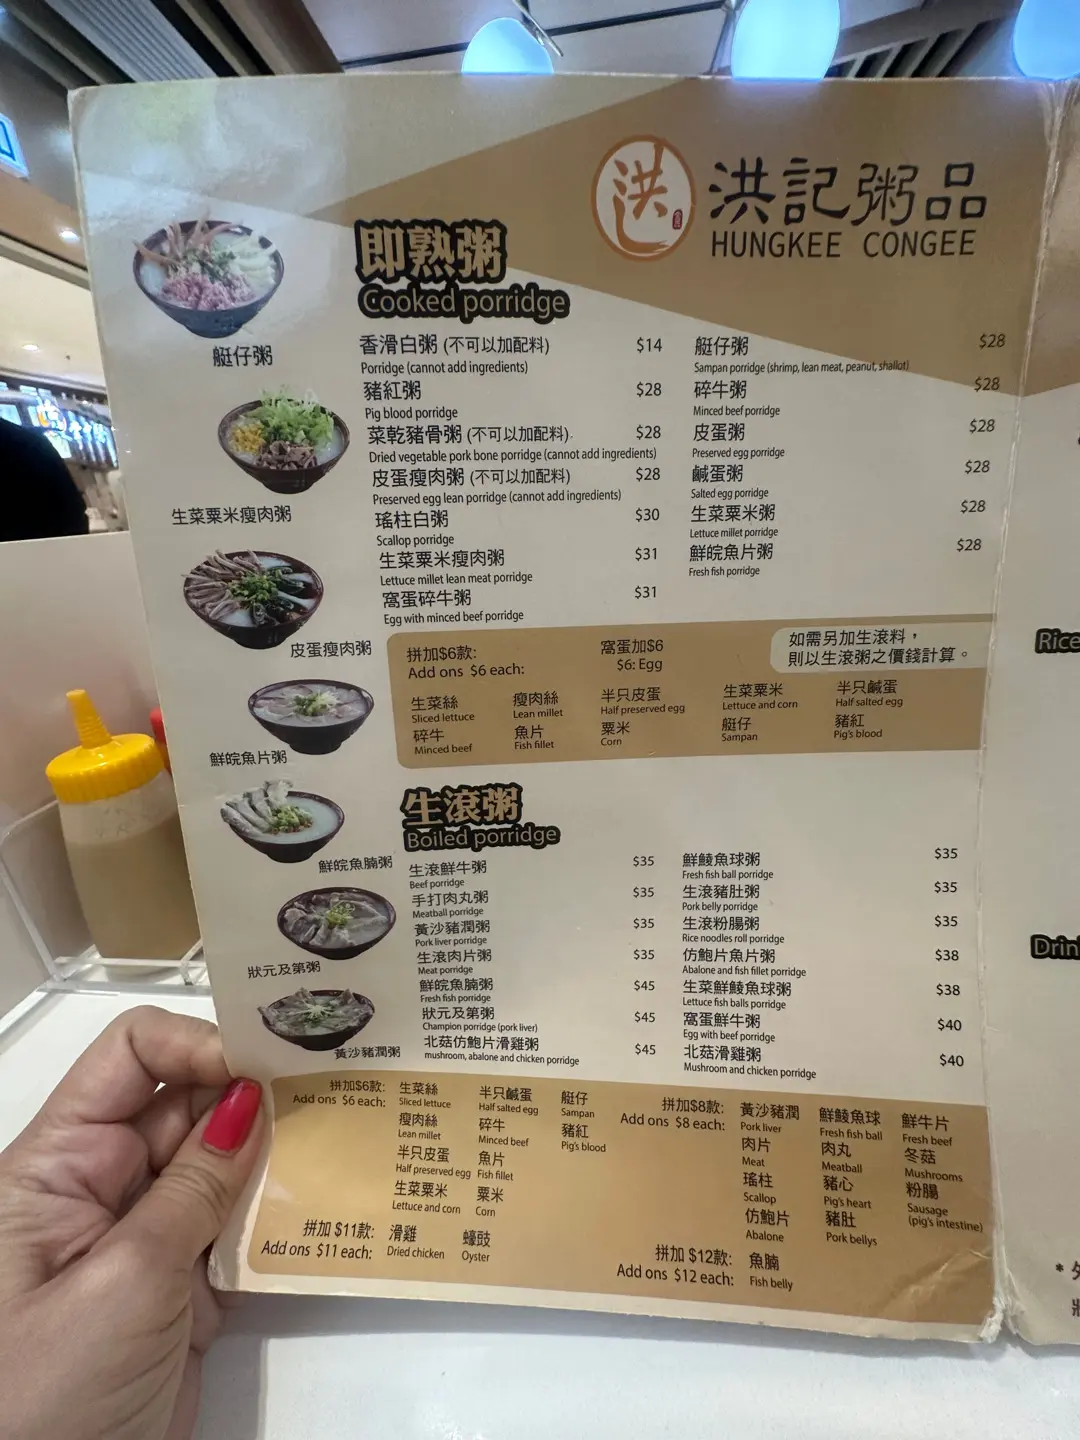 洪
洪記粥品
HUNGKEE CONGEE
即熟粥
Cooked porridge
香滑白粥 (不可以加配料) $14
Porridge (cannot add ingredients)
豬紅粥 $28
Pig blood porridge
菜乾豬骨粥 (不可以加配料). $28
Dried vegetable pork bone porridge (cannot add ingredients)
皮蛋瘦肉粥 (不可以加配料) $28
Preserved egg lean porridge (cannot add ingredients)
瑤柱白粥 $30
Scallop porridge
生菜粟米瘦肉粥 $31
Lettuce millet lean meat porridge
窩蛋碎牛粥 $31
Egg with minced beef porridge
艇仔粥 $28
Sampan porridge (shrimp, lean meat, peanut, shallot)
碎牛粥 $28
Minced beef porridge
皮蛋粥 $28
Preserved egg porridge
鹹蛋粥 $28
Salted egg porridge
生菜粟米粥 $28
Lettuce millet porridge
鮮皖魚片粥 $28
Fresh fish porridge
艇仔粥
生菜粟米瘦肉粥
皮蛋瘦肉粥
鮮皖魚片粥
鮮皖魚腩粥
狀元及第粥
黃沙豬潤粥
拼加$6款:
Add ons $6 each:
窩蛋加$6
$6: Egg
如需另加生滾料，
則以生滾粥之價錢計算。
生菜絲 瘦肉絲 半只皮蛋 生菜粟米 半只鹹蛋
Sliced lettuce Lean millet Half preserved egg Lettuce and corn Half salted egg
碎牛 魚片 粟米 艇仔 豬紅
Minced beef Fish fillet Corn Sampan Pig's blood
生滾粥
Boiled porridge
生滾鮮牛粥 $35
Beef porridge
手打肉丸粥 $35
Meatball porridge
黃沙豬潤粥 $35
Pork liver porridge
生滾肉片粥 $35
Meat porridge
鮮皖魚腩粥 $45
Fresh fish porridge
狀元及第粥 $45
Champion porridge (pork liver)
北菇仿鮑片滑雞粥 $45
mushroom, abalone and chicken porridge
鮮鯪魚球粥 $35
Fresh fish ball porridge
生滾豬肚粥 $35
Pork belly porridge
生滾粉腸粥 $35
Rice noodles roll porridge
仿鮑片魚片粥 $38
Abalone and fish fillet porridge
生菜鮮鯪魚球粥 $38
Lettuce fish balls porridge
窩蛋鮮牛粥 $40
Egg with beef porridge
北菇滑雞粥 $40
Mushroom and chicken porridge
拼加$6款:
Add ons $6 each:
生菜絲 半只鹹蛋 艇仔
Sliced lettuce Half salted egg Sampan
瘦肉絲 碎牛 豬紅
Lean millet Minced beef Pig's blood
半只皮蛋 魚片
Half preserved egg Fish fillet
生菜粟米 粟米
Lettuce and corn Corn
拼加 $11款: 滑雞 蠔豉
Add ons $11 each: Dried chicken Oyster
拼加$8款:
Add ons $8 each:
黃沙豬潤 鮮鯪魚球 鮮牛片
Pork liver Fresh fish ball Fresh beef
肉片 肉丸 冬菇
Meat Meatball Mushrooms
瑤柱 豬心 粉腸
Scallop Pig's heart Sausage
(pig's intestine)
仿鮑片 豬肚
Abalone Pork bellys
拼加 $12款: 魚腩
Add ons $12 each: Fish belly
Rice
Drin
*